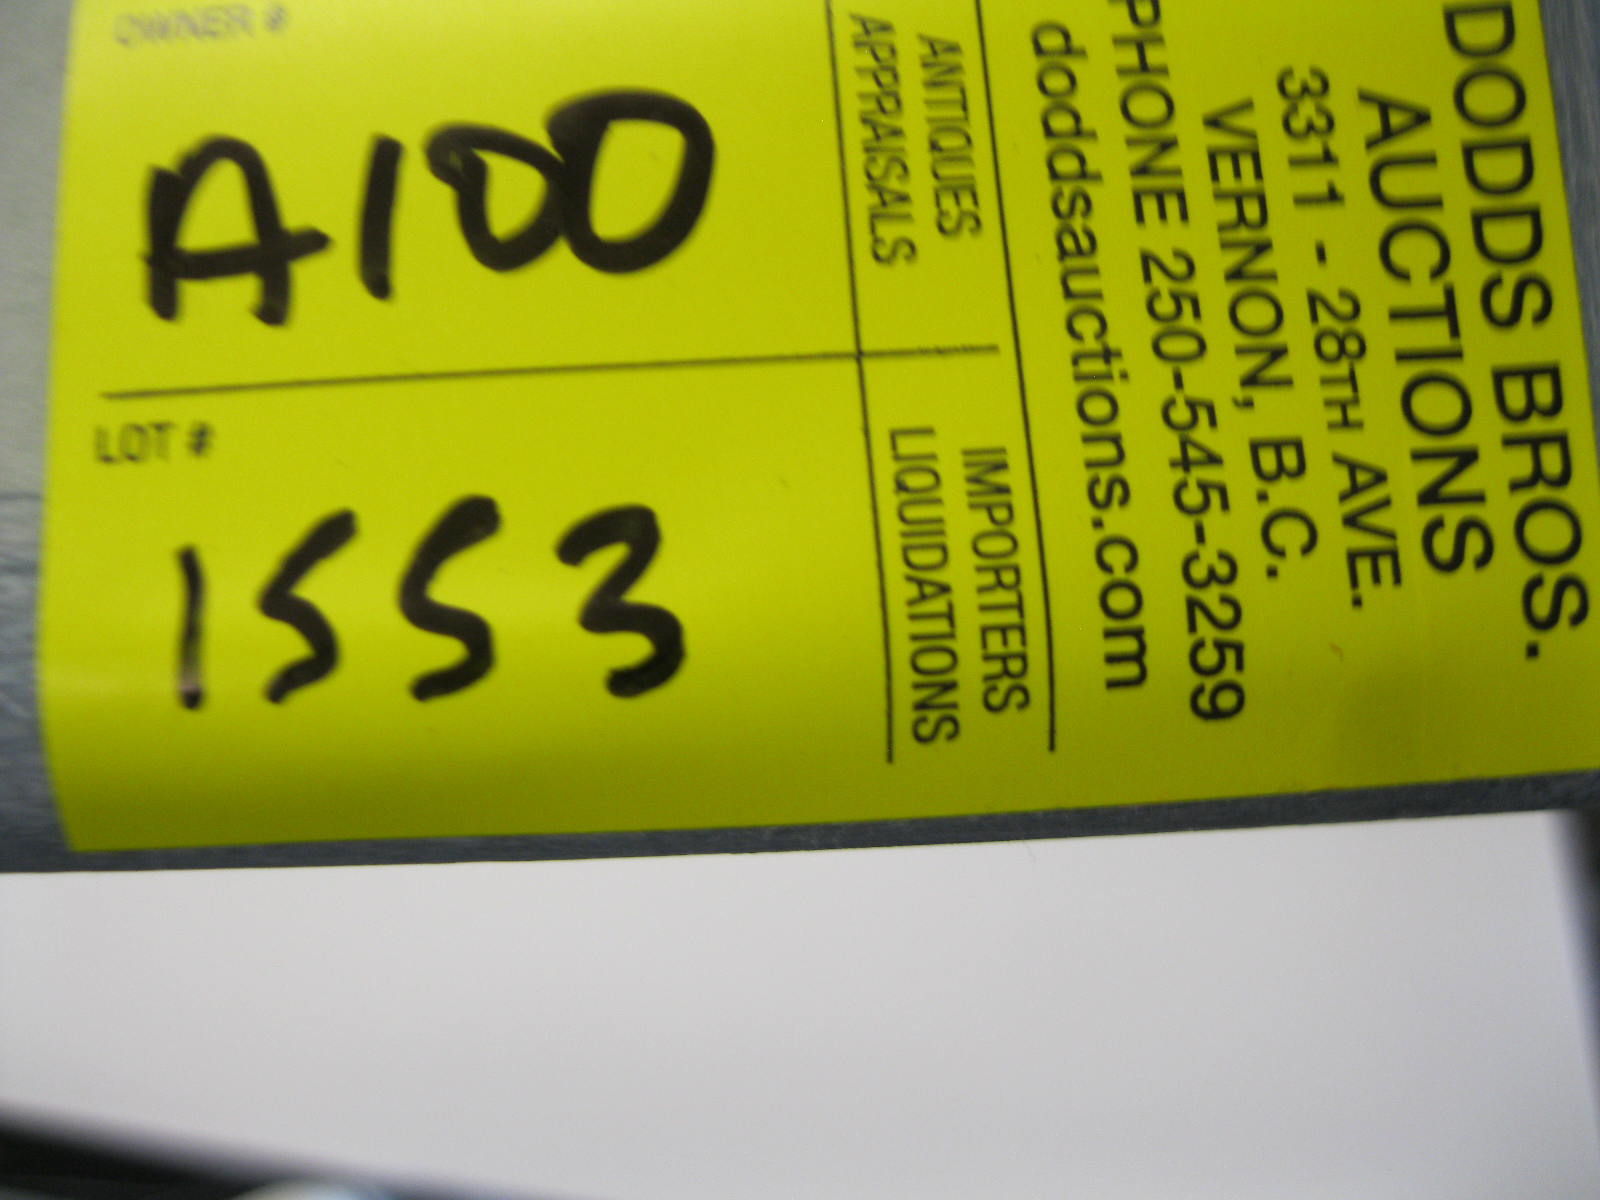 DODDS BROS.
AUCTIONS
3311 - 28TH AVE.
VERNON, B.C.
PHONE 250-545-3259
doddsauctions.com
ANTIQUES IMPORTERS
APPRAISALS LIQUIDATIONS
OWNER #
A100
LOT #
1553